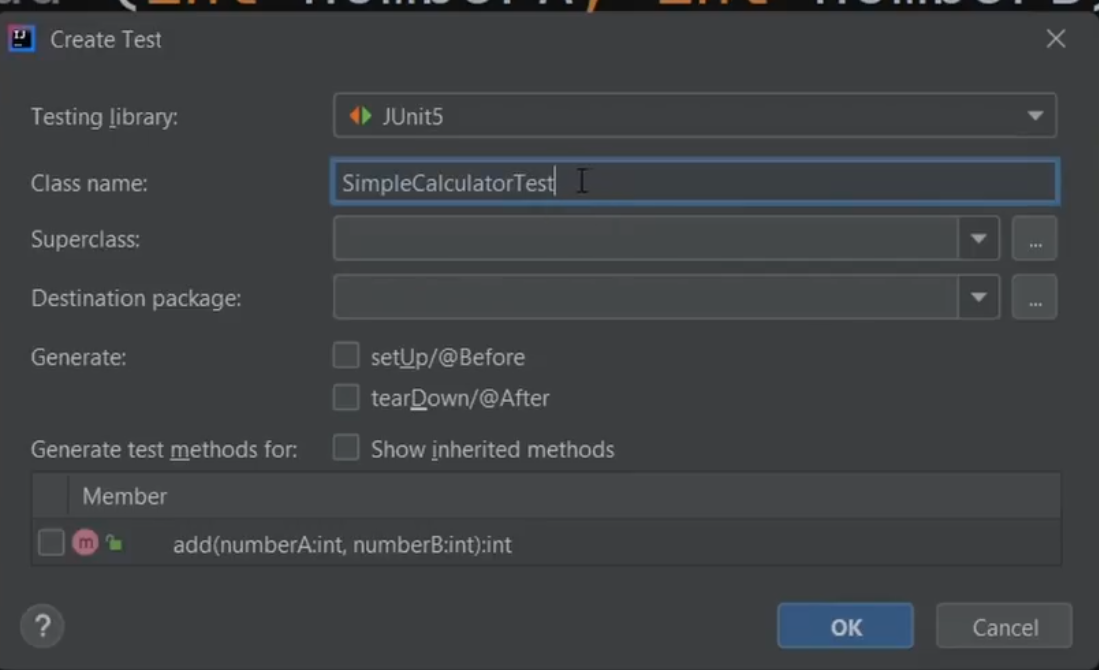 Create Test
Testing library: JUnit5
Class name: SimpleCalculatorTest
Superclass: ...
Destination package: ...
Generate: setUp/@Before
tearDown/@After
Generate test methods for: Show inherited methods
Member
m add(numberA:int, numberB:int):int
? OK Cancel